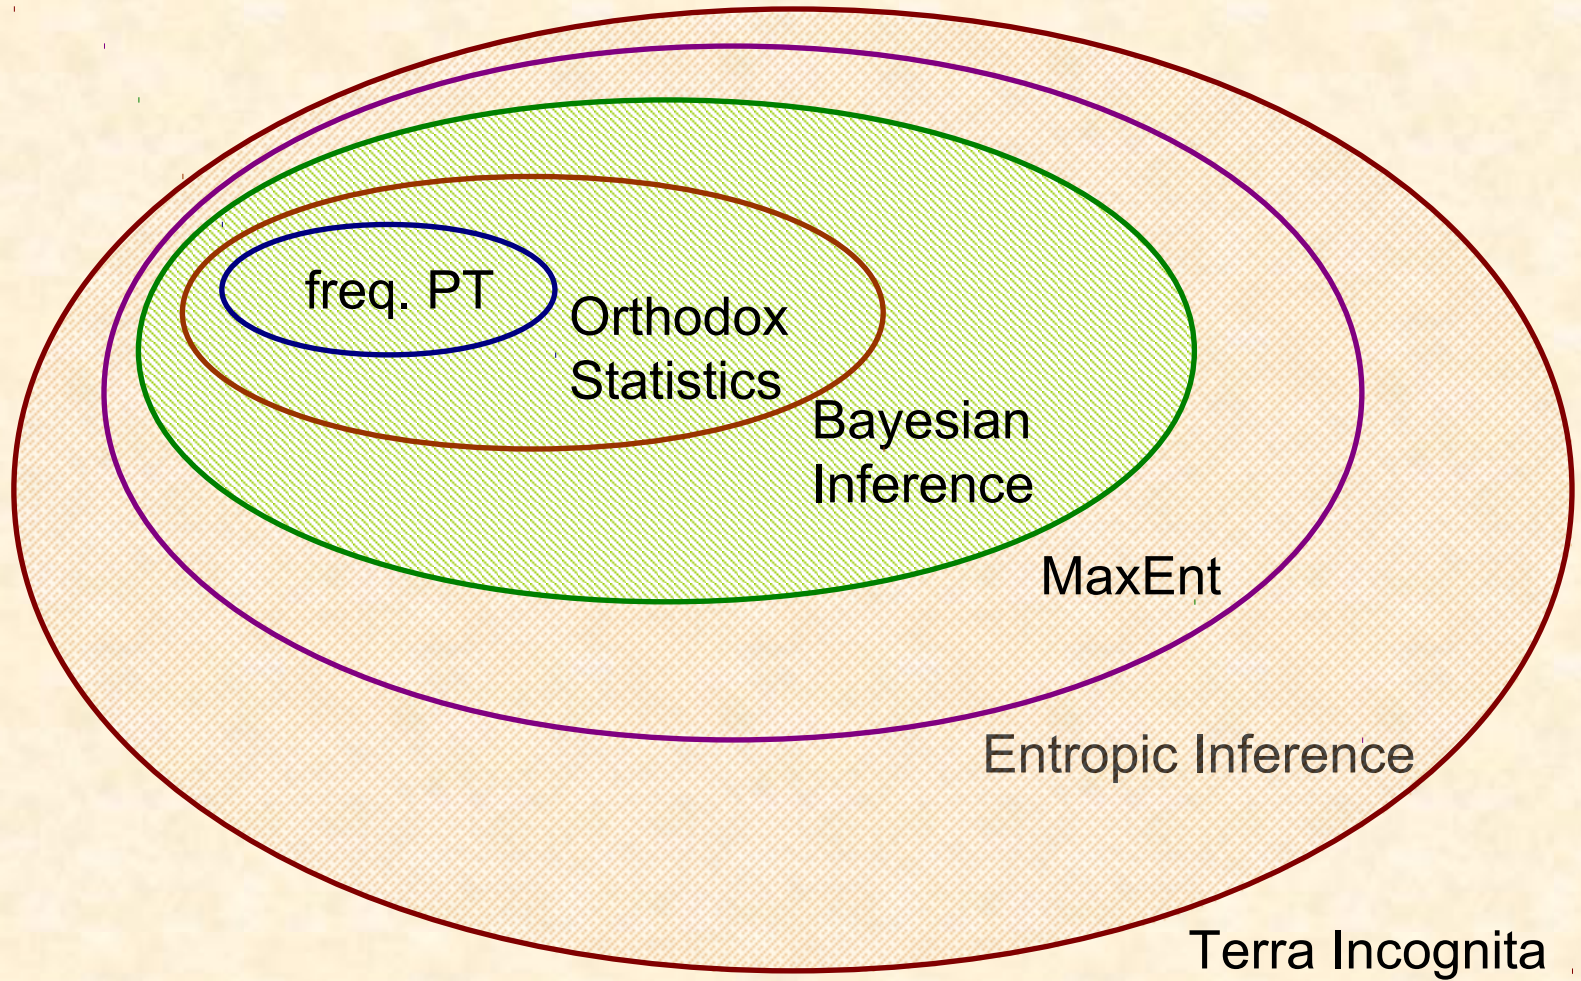 freq. PT
Orthodox
Statistics
Bayesian
Inference
MaxEnt
Entropic Inference
Terra Incognita